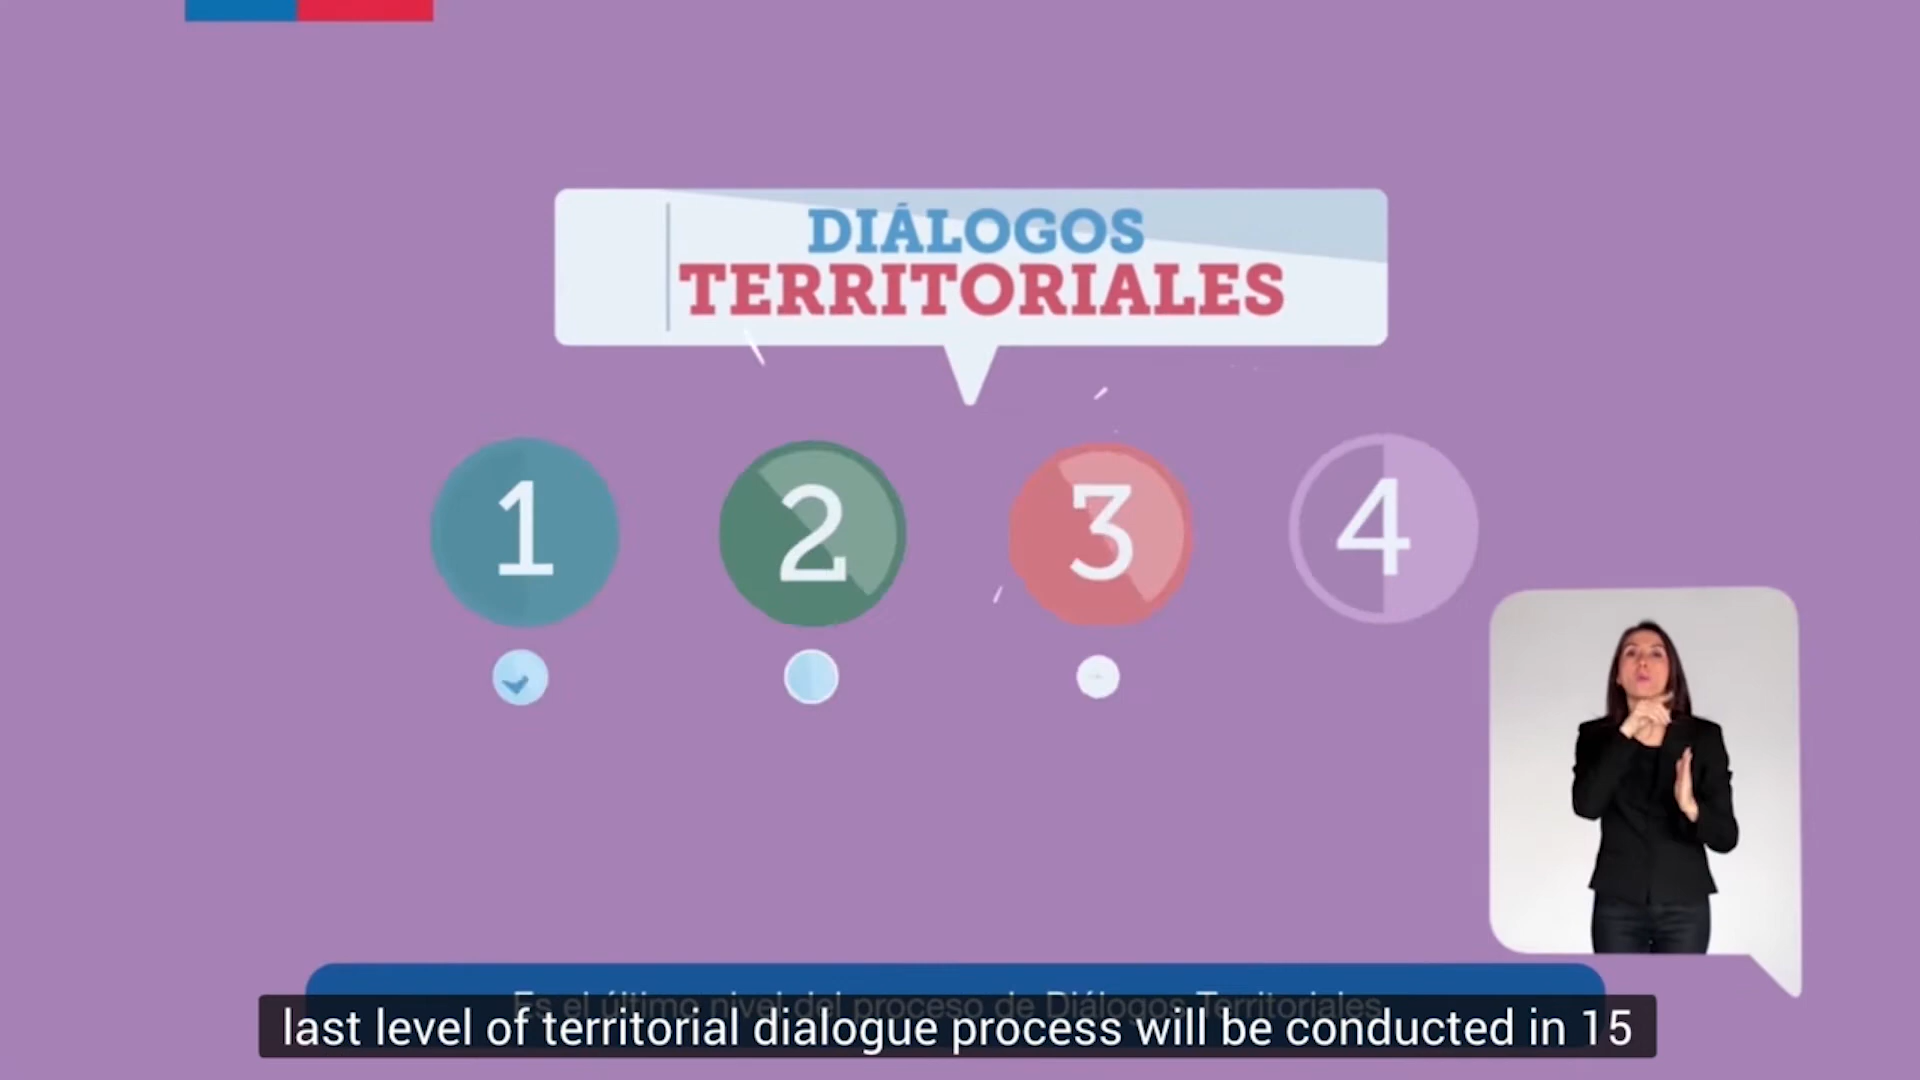 DIÁLOGOS
TERRITORIALES
1 2 3 4
Es el último nivel del proceso de Diálogos Territoriales
last level of territorial dialogue process will be conducted in 15